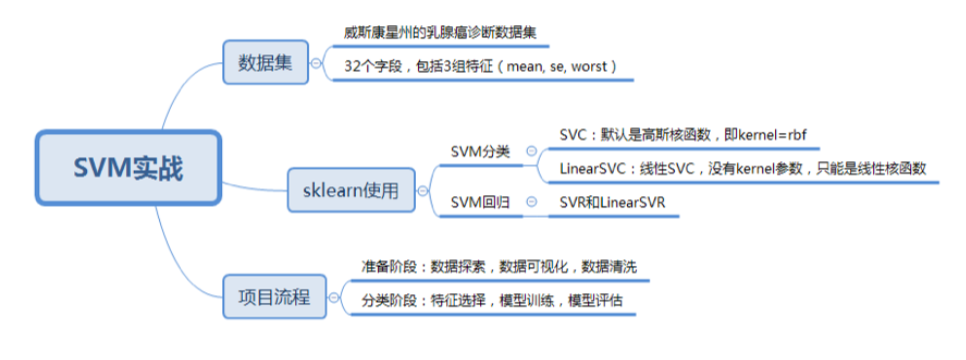 SVM实战
数据集
威斯康星州的乳腺癌诊断数据集
32个字段，包括3组特征（mean, se, worst）
sklearn使用
SVM分类
SVC：默认是高斯核函数，即kernel=rbf
LinearSVC：线性SVC，没有kernel参数，只能是线性核函数
SVM回归
SVR和LinearSVR
项目流程
准备阶段：数据探索，数据可视化，数据清洗
分类阶段：特征选择，模型训练，模型评估